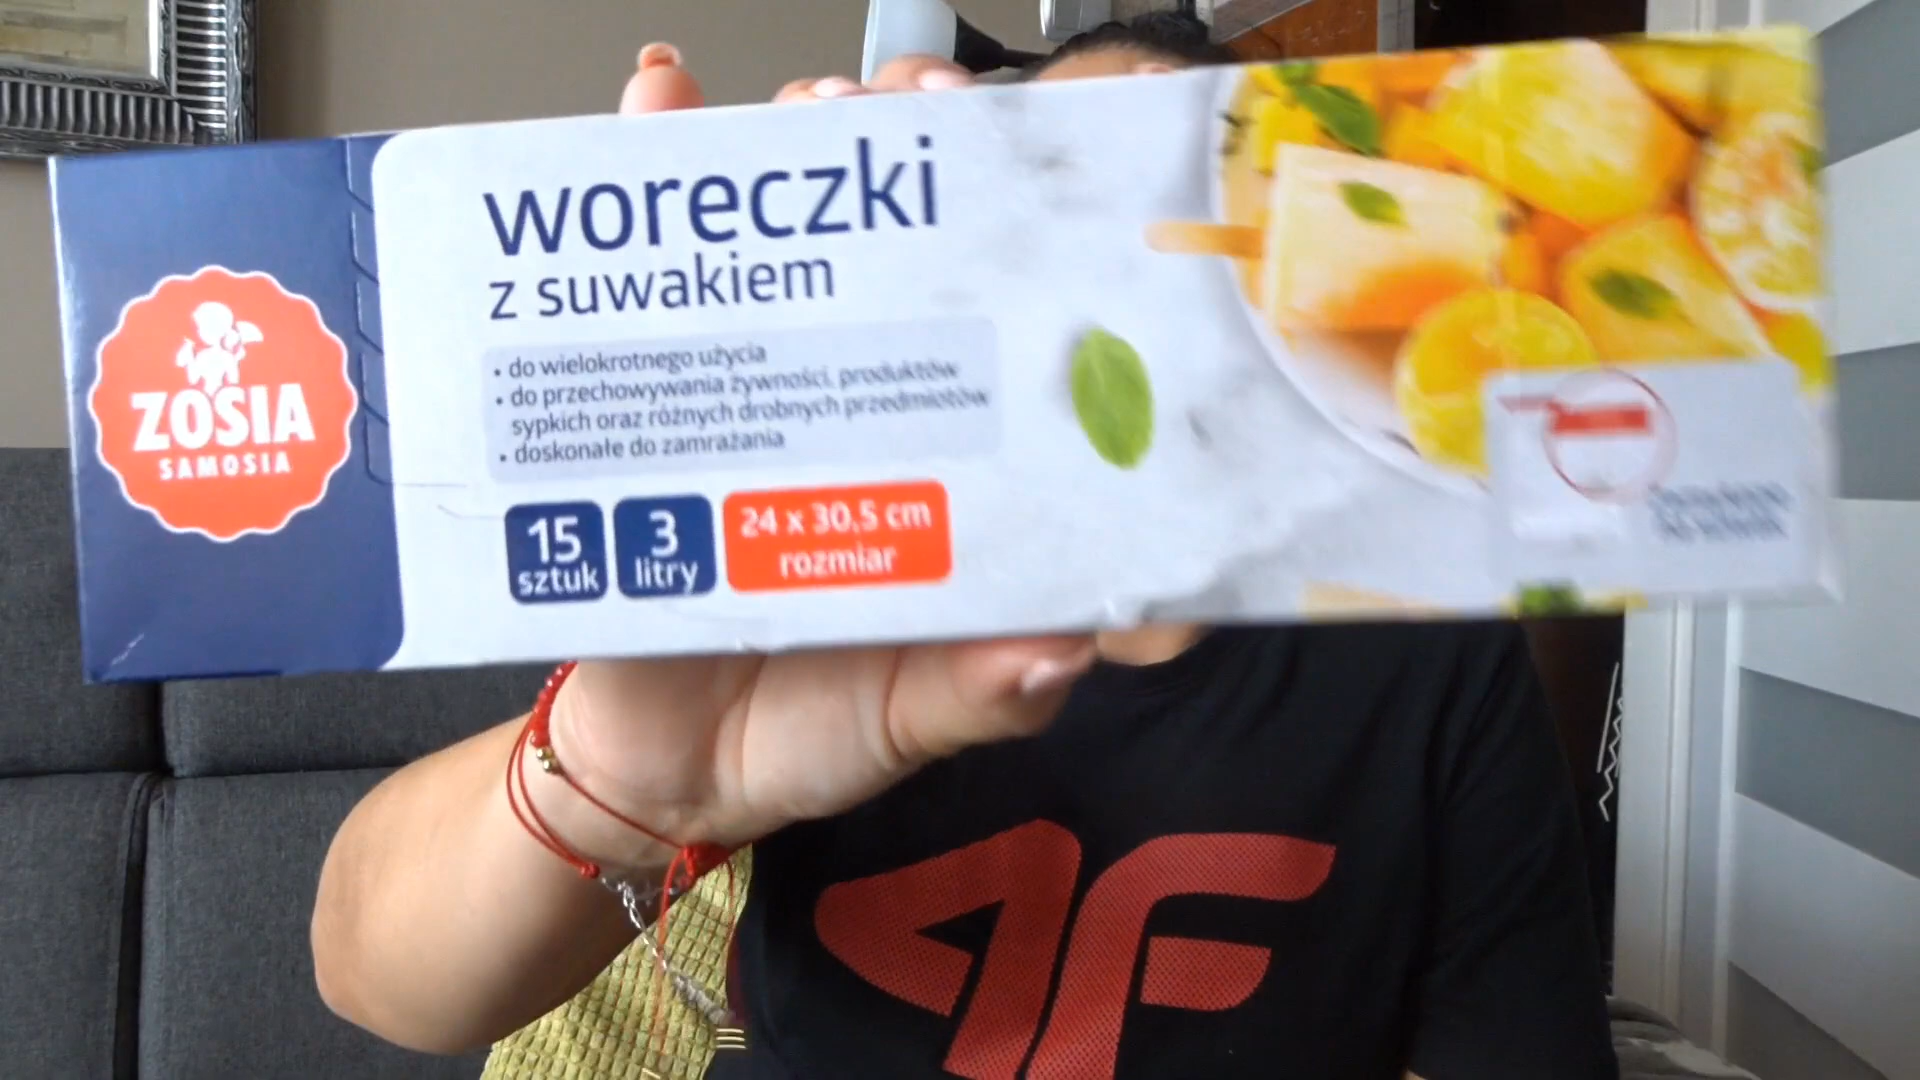 ZOSIA
SAMOSIA
woreczki
z suwakiem
• do wielokrotnego użycia
• do przechowywania żywności, produktów
sypkich oraz różnych drobnych przedmiotów
• doskonałe do zamrażania
15
sztuk
3
litry
24 x 30,5 cm
rozmiar
4F